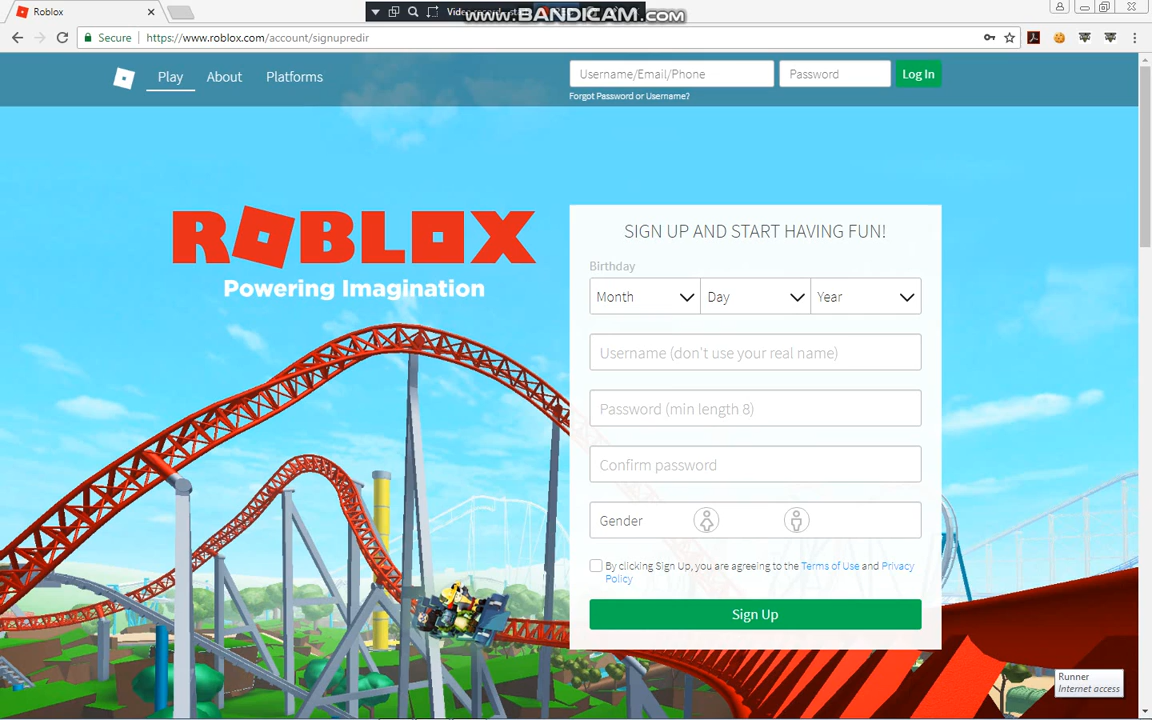 Roblox
www.BANDICAM.com
Secure
https://www.roblox.com/account/signupredir
Play
About
Platforms
Username/Email/Phone
Password
Log In
Forgot Password or Username?
ROBLOX
Powering Imagination
SIGN UP AND START HAVING FUN!
Birthday
Month
Day
Year
Username (don't use your real name)
Password (min length 8)
Confirm password
Gender
By clicking Sign Up, you are agreeing to the Terms of Use and Privacy
Policy
Sign Up
Runner
Internet access